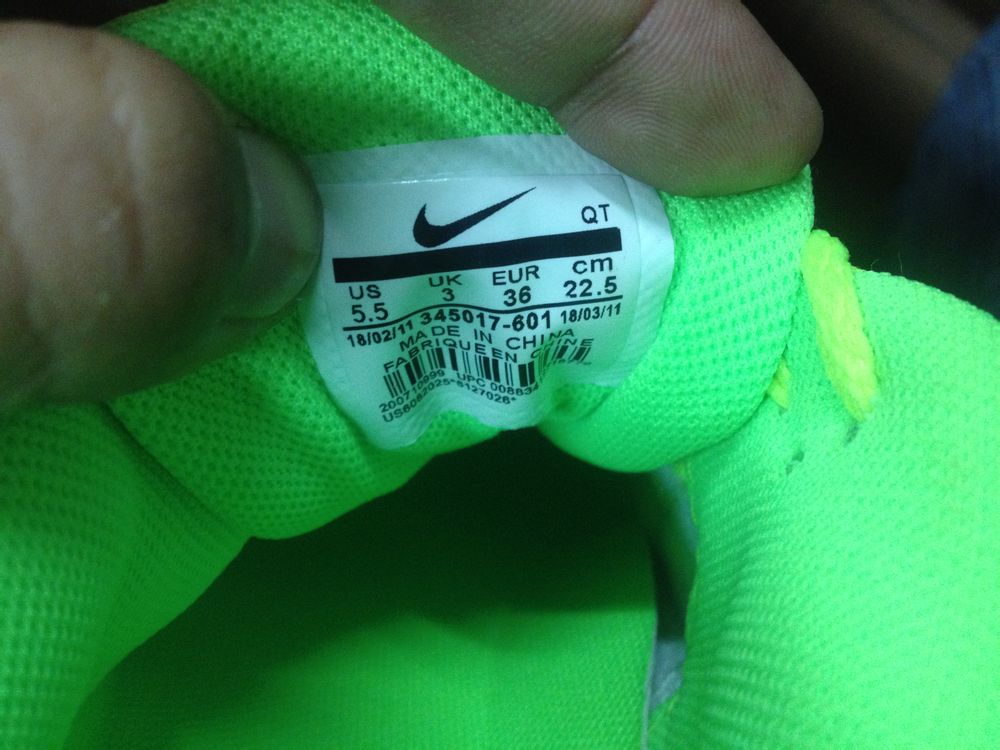 QT
US UK EUR cm
5.5 3 36 22.5
18/02/11 345017-601 18/03/11
MADE IN CHINA
FABRIQUE EN CHINE
UPC